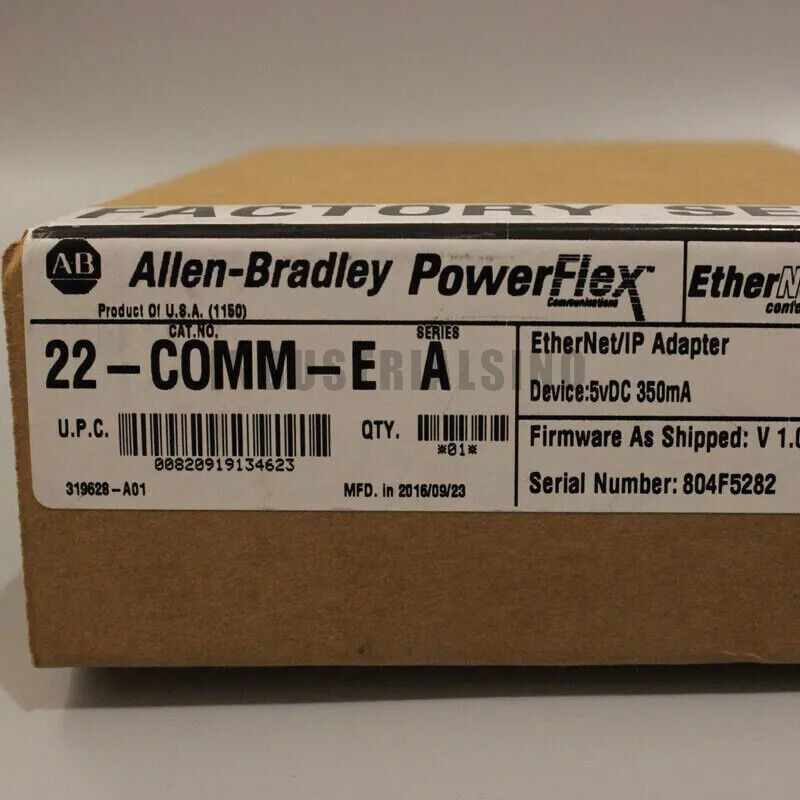 FACTORY SE
AB Allen-Bradley PowerFlex
Communications
EtherN
conf
Product Of U.S.A. (1150)
CAT.NO. SERIES
22-COMM-E A
EtherNet/IP Adapter
Device:5vDC 350mA
U.P.C. QTY.
00820919134623
*01*
Firmware As Shipped: V 1.0
319628-A01
MFD. in 2016/09/23
Serial Number: 804F5282